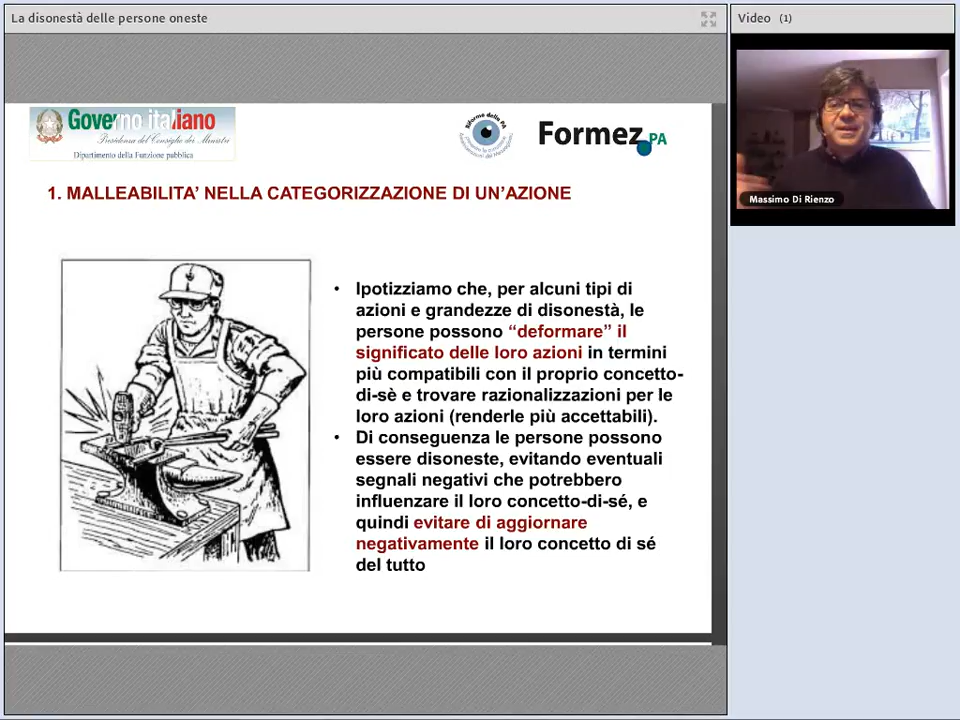 La disonestà delle persone oneste
Video (1)
Massimo Di Rienzo
Governo italiano
Presidenza del Consiglio dei Ministri
Dipartimento della Funzione pubblica
Riforme della PA
Formez PA
1. MALLEABILITA’ NELLA CATEGORIZZAZIONE DI UN’AZIONE
• Ipotizziamo che, per alcuni tipi di
azioni e grandezze di disonestà, le
persone possono “deformare” il
significato delle loro azioni in termini
più compatibili con il proprio concetto-
di-sè e trovare razionalizzazioni per le
loro azioni (renderle più accettabili).
• Di conseguenza le persone possono
essere disoneste, evitando eventuali
segnali negativi che potrebbero
influenzare il loro concetto-di-sé, e
quindi evitare di aggiornare
negativamente il loro concetto di sé
del tutto